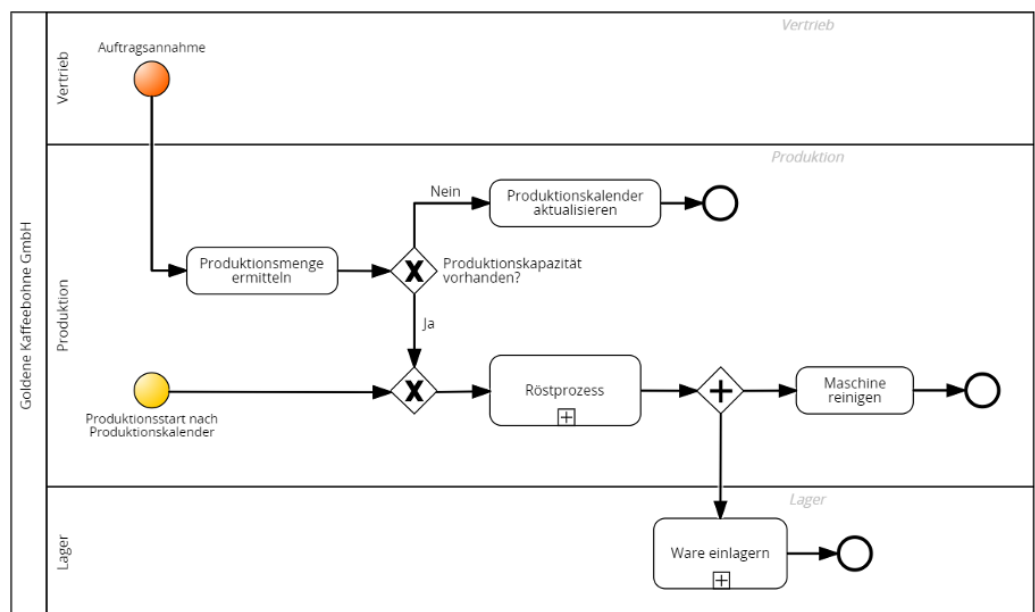 Goldene Kaffeebohne GmbH
Vertrieb
Vertrieb
Auftragsannahme
Produktion
Produktion
Nein
Produktionskalender
aktualisieren
Produktionsmenge
ermitteln
Produktionskapazität
vorhanden?
Ja
Produktionsstart nach
Produktionskalender
Röstprozess
Maschine
reinigen
Lager
Lager
Ware einlagern